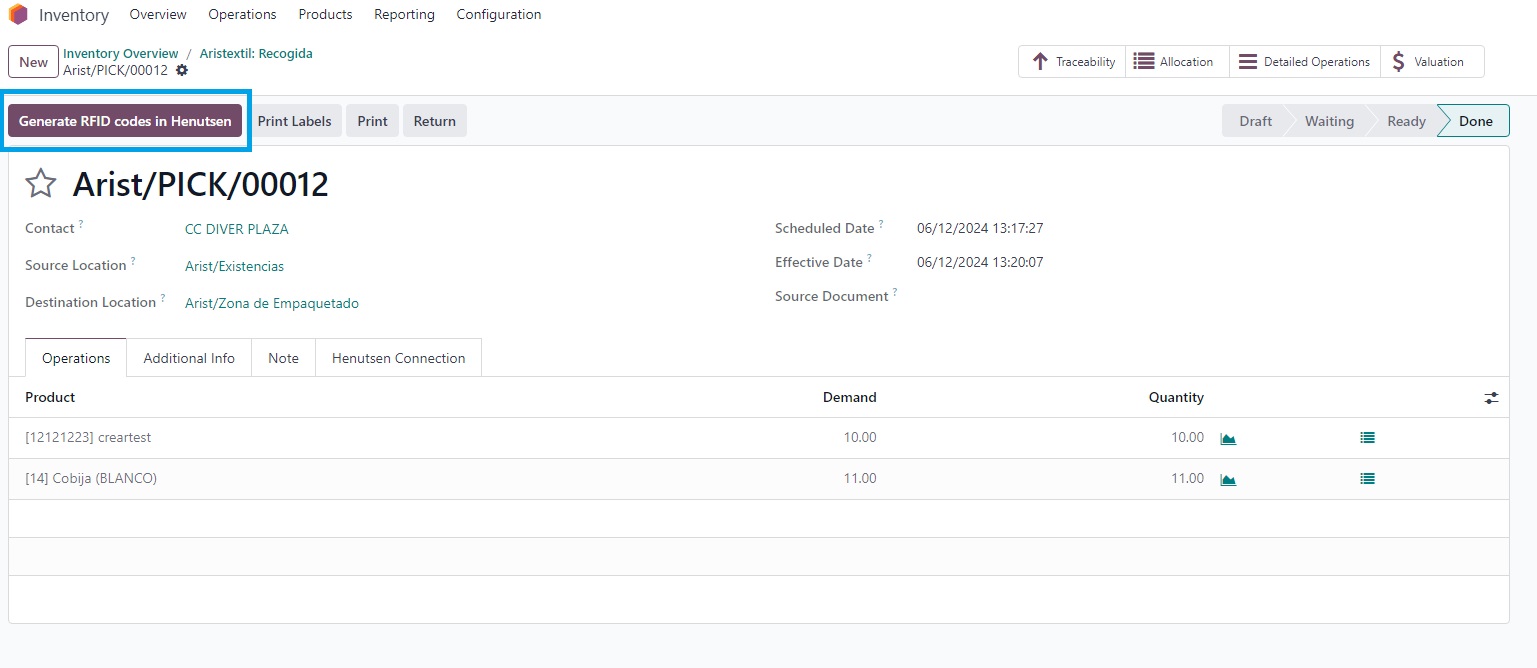 Inventory Overview Operations Products Reporting Configuration
New Inventory Overview / Aristextil: Recogida
Arist/PICK/00012
Traceability Allocation Detailed Operations Valuation
Generate RFID codes in Henutsen Print Labels Print Return Draft Waiting Ready Done
Arist/PICK/00012
Contact ? CC DIVER PLAZA Scheduled Date ? 06/12/2024 13:17:27
Source Location ? Arist/Existencias Effective Date ? 06/12/2024 13:20:07
Destination Location ? Arist/Zona de Empaquetado Source Document ?
Operations Additional Info Note Henutsen Connection
Product Demand Quantity
[12121223] creartest 10.00 10.00
[14] Cobija (BLANCO) 11.00 11.00